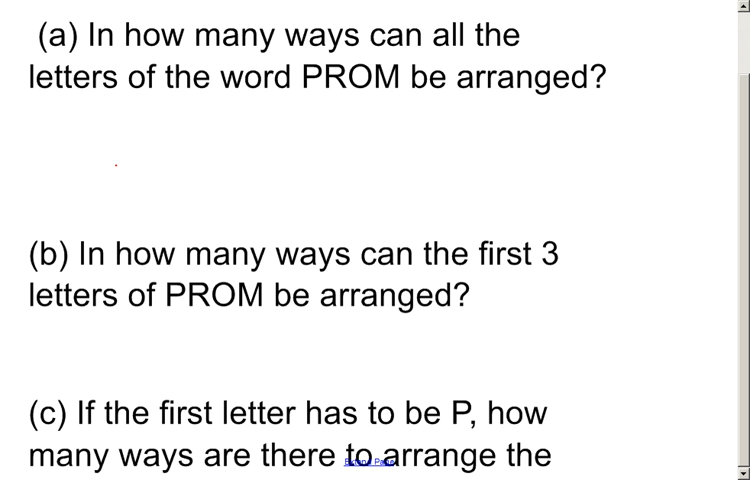 (a) In how many ways can all the
letters of the word PROM be arranged?
(b) In how many ways can the first 3
letters of PROM be arranged?
(c) If the first letter has to be P, how
many ways are there to arrange the
Extend Page